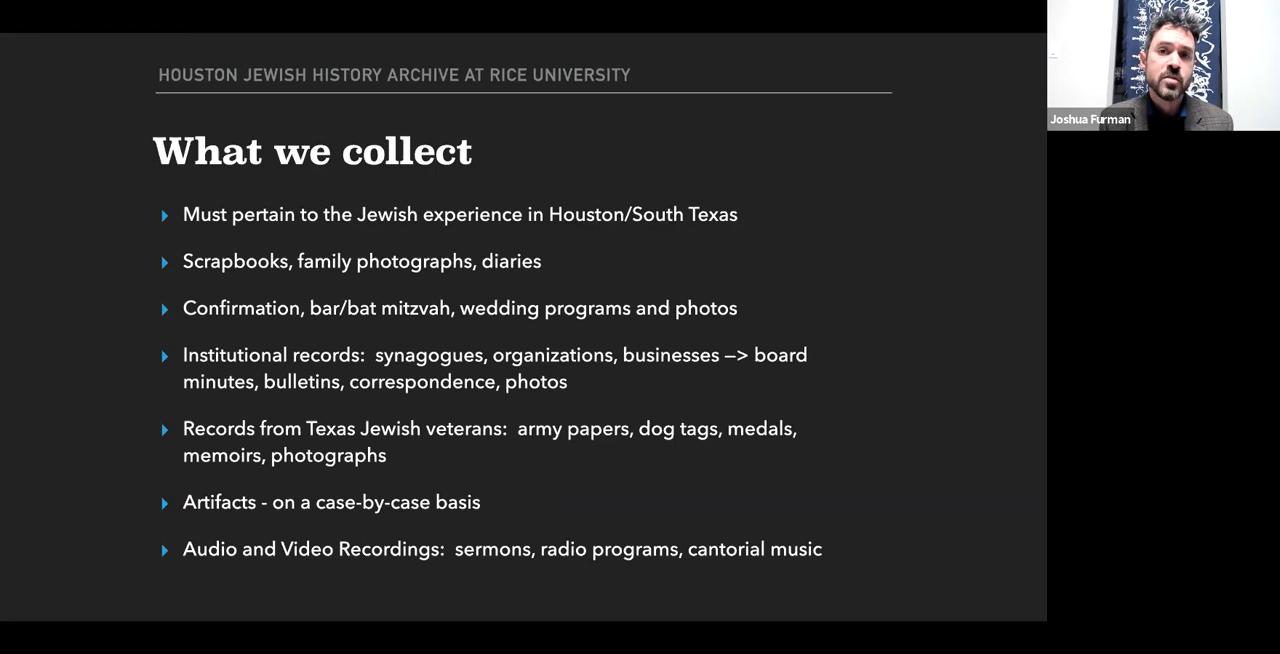 HOUSTON JEWISH HISTORY ARCHIVE AT RICE UNIVERSITY
What we collect
Must pertain to the Jewish experience in Houston/South Texas
Scrapbooks, family photographs, diaries
Confirmation, bar/bat mitzvah, wedding programs and photos
Institutional records:  synagogues, organizations, businesses —> board
minutes, bulletins, correspondence, photos
Records from Texas Jewish veterans:  army papers, dog tags, medals,
memoirs, photographs
Artifacts - on a case-by-case basis
Audio and Video Recordings:  sermons, radio programs, cantorial music
Joshua Furman